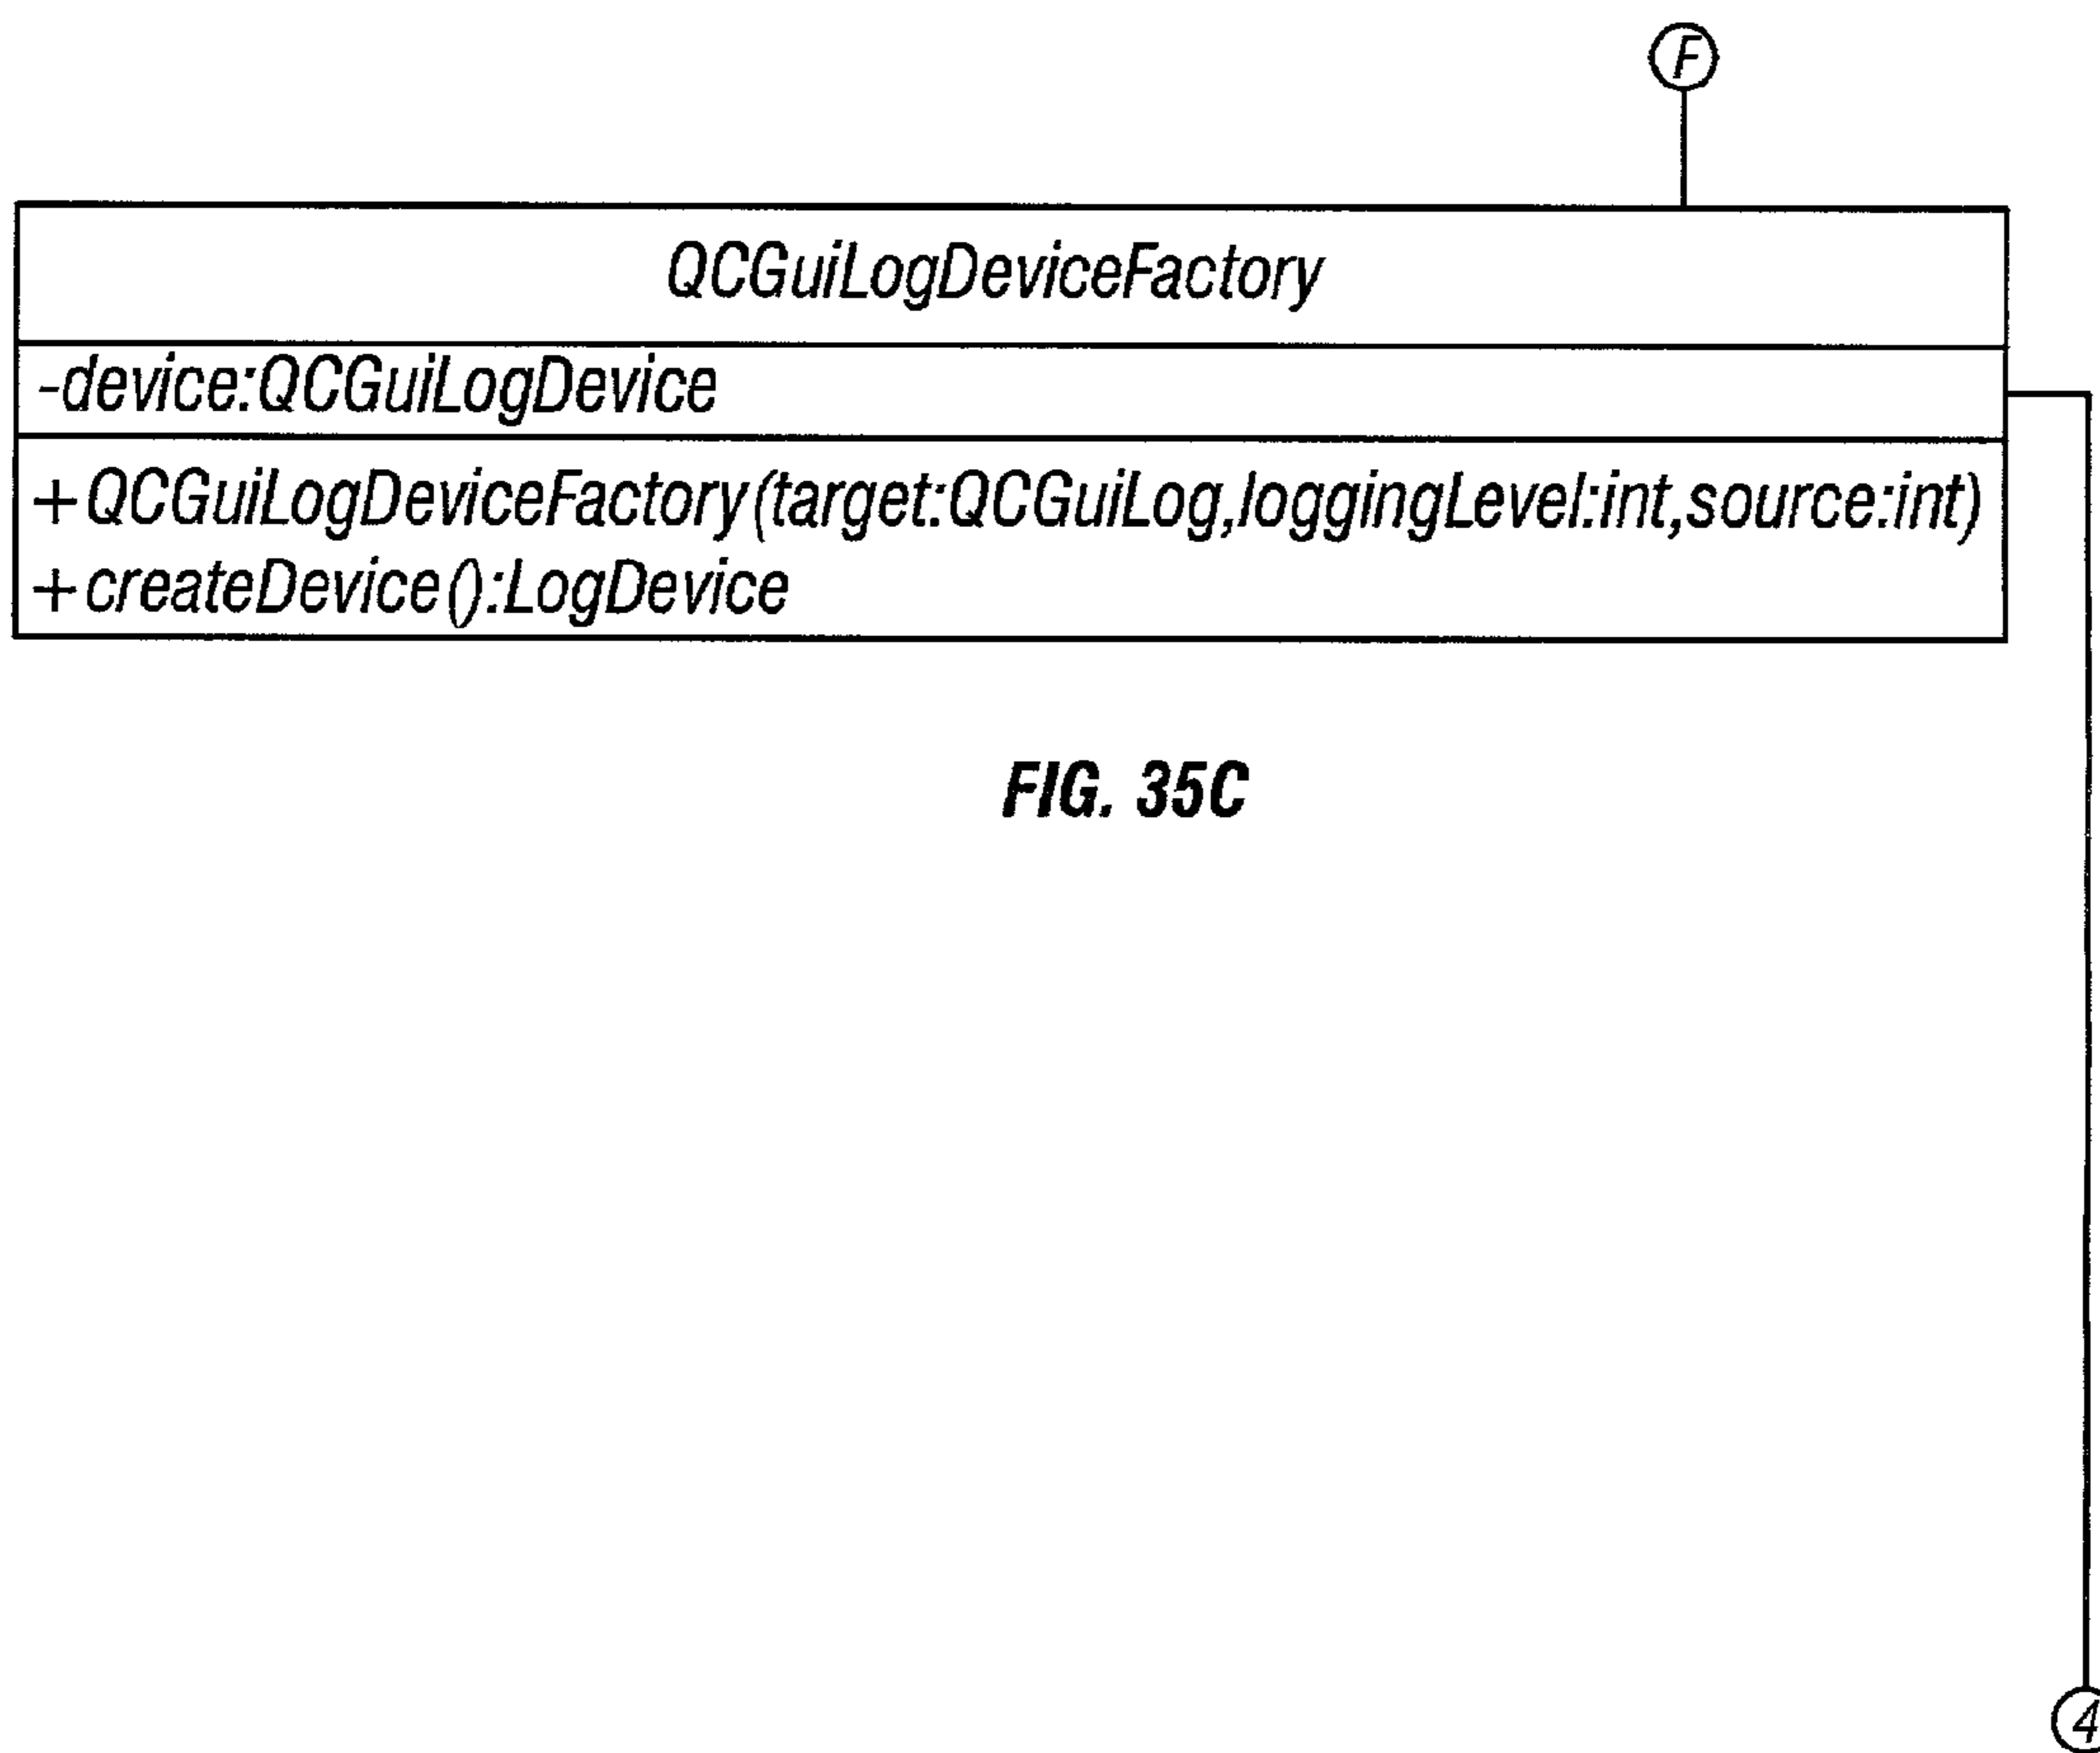 F
QCGuiLogDeviceFactory
-device:QCGuiLogDevice
+QCGuiLogDeviceFactory(target:QCGuiLog,loggingLevel:int,source:int)
+createDevice():LogDevice
FIG. 35C
4